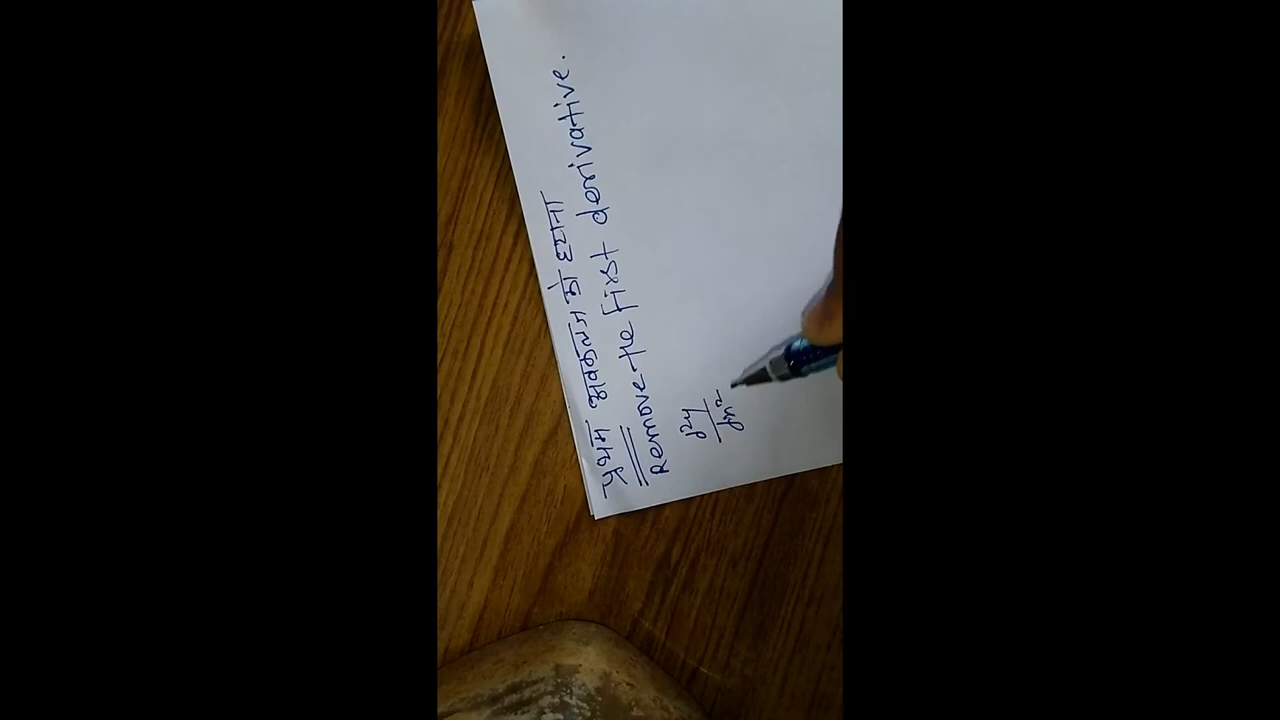 प्रथम अवकलज को हटाना
Remove the first derivative.
d²y
dx²